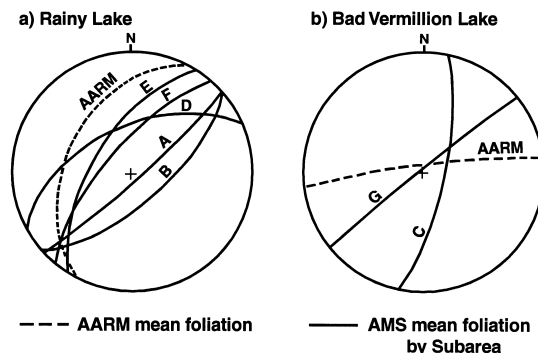 a) Rainy Lake
b) Bad Vermillion Lake
N
N
AARM
E
F
D
A
B
AARM
G
C
AARM mean foliation
AMS mean foliation
by Subarea